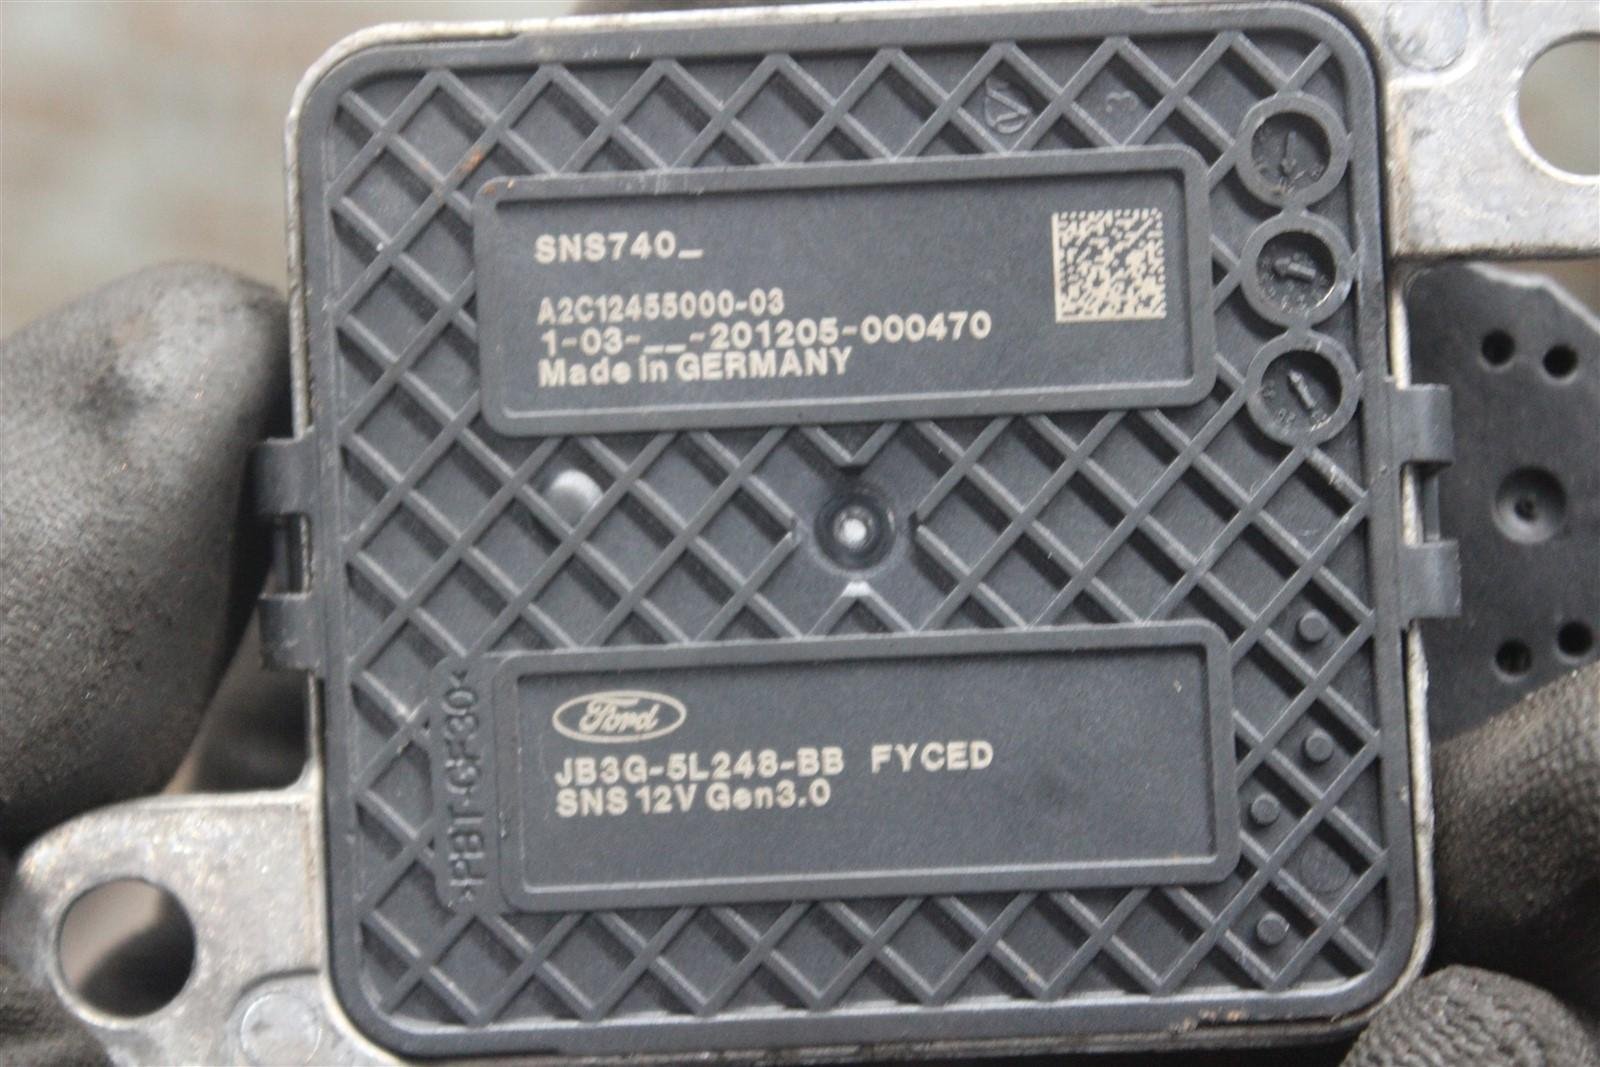 SNS740_
A2C12455000-03
1-03-__-201205-000470
Made in GERMANY
Ford
JB3G-5L248-BB FYCED
SNS 12V Gen3.0
>PBT-GF30<
3